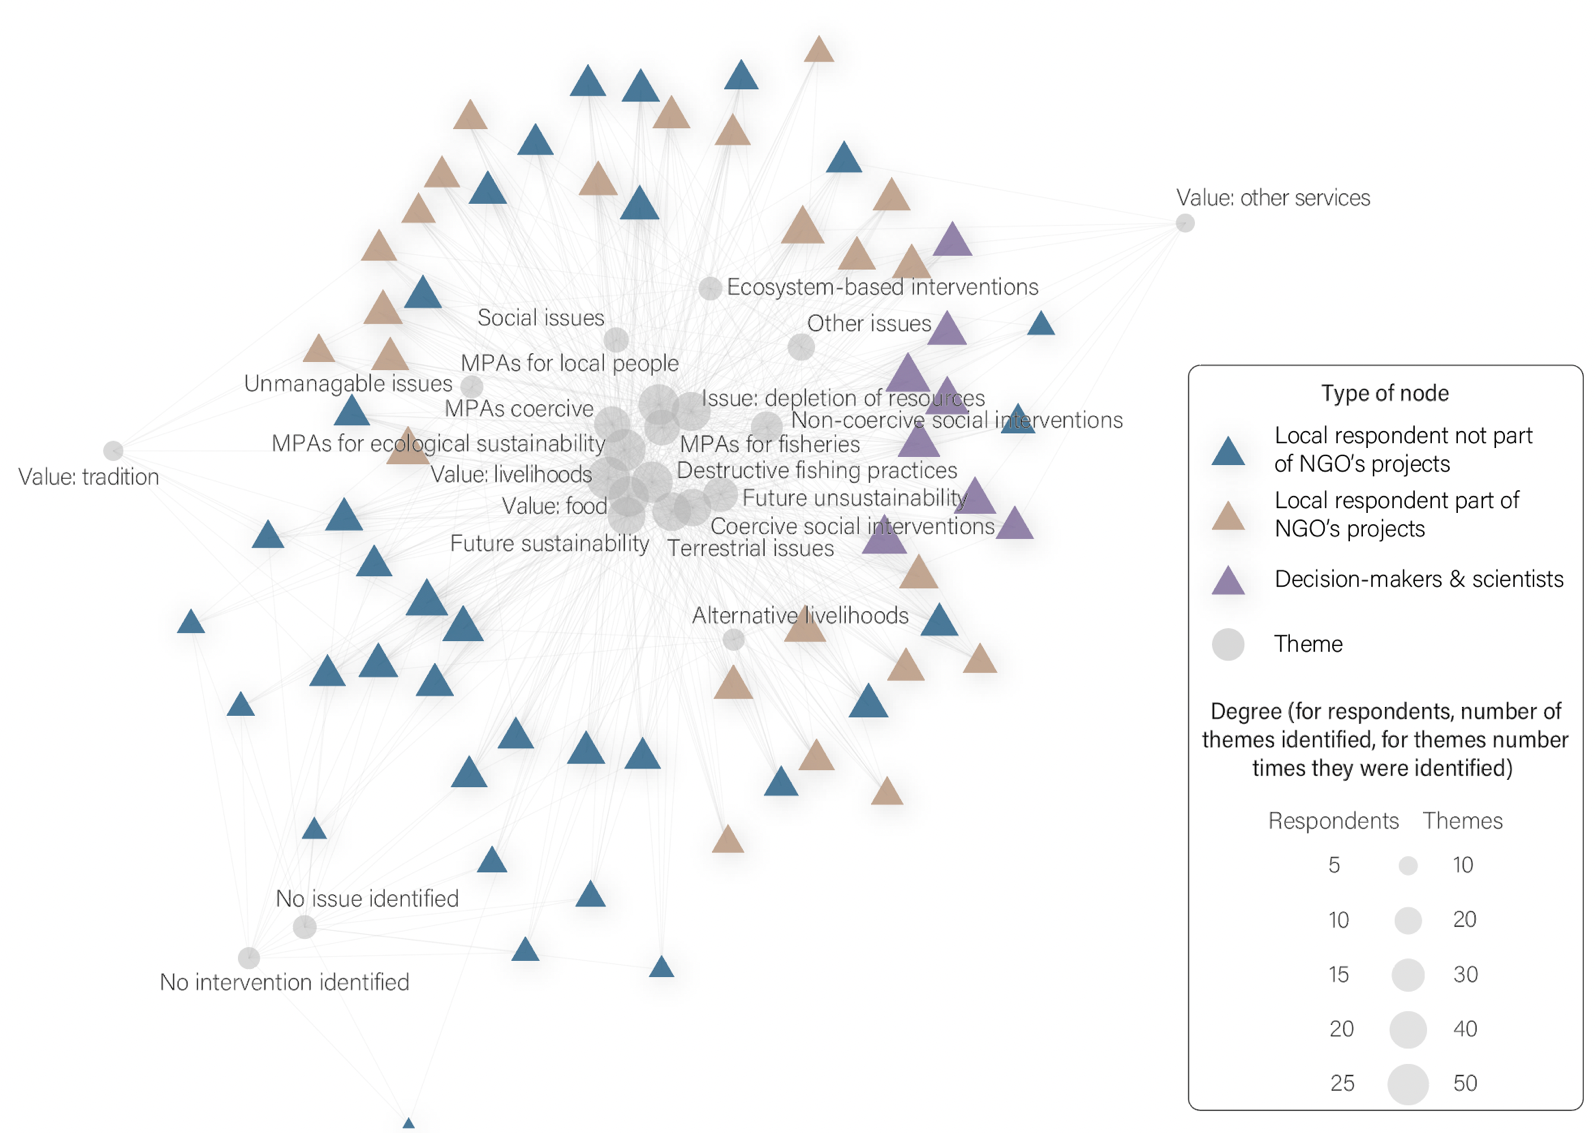 Value: other services
Ecosystem-based interventions
Social issues
Other issues
MPAs for local people
Unmanagable issues
Issue: depletion of resources
MPAs coercive
Non-coercive social interventions
MPAs for ecological sustainability
MPAs for fisheries
Value: tradition
Value: livelihoods
Destructive fishing practices
Value: food
Future unsustainability
Coercive social interventions
Future sustainability
Terrestrial issues
Alternative livelihoods
No issue identified
No intervention identified
Type of node
Local respondent not part
of NGO's projects
Local respondent part of
NGO's projects
Decision-makers & scientists
Theme
Degree (for respondents, number of
themes identified, for themes number
times they were identified)
Respondents Themes
5 10
10 20
15 30
20 40
25 50